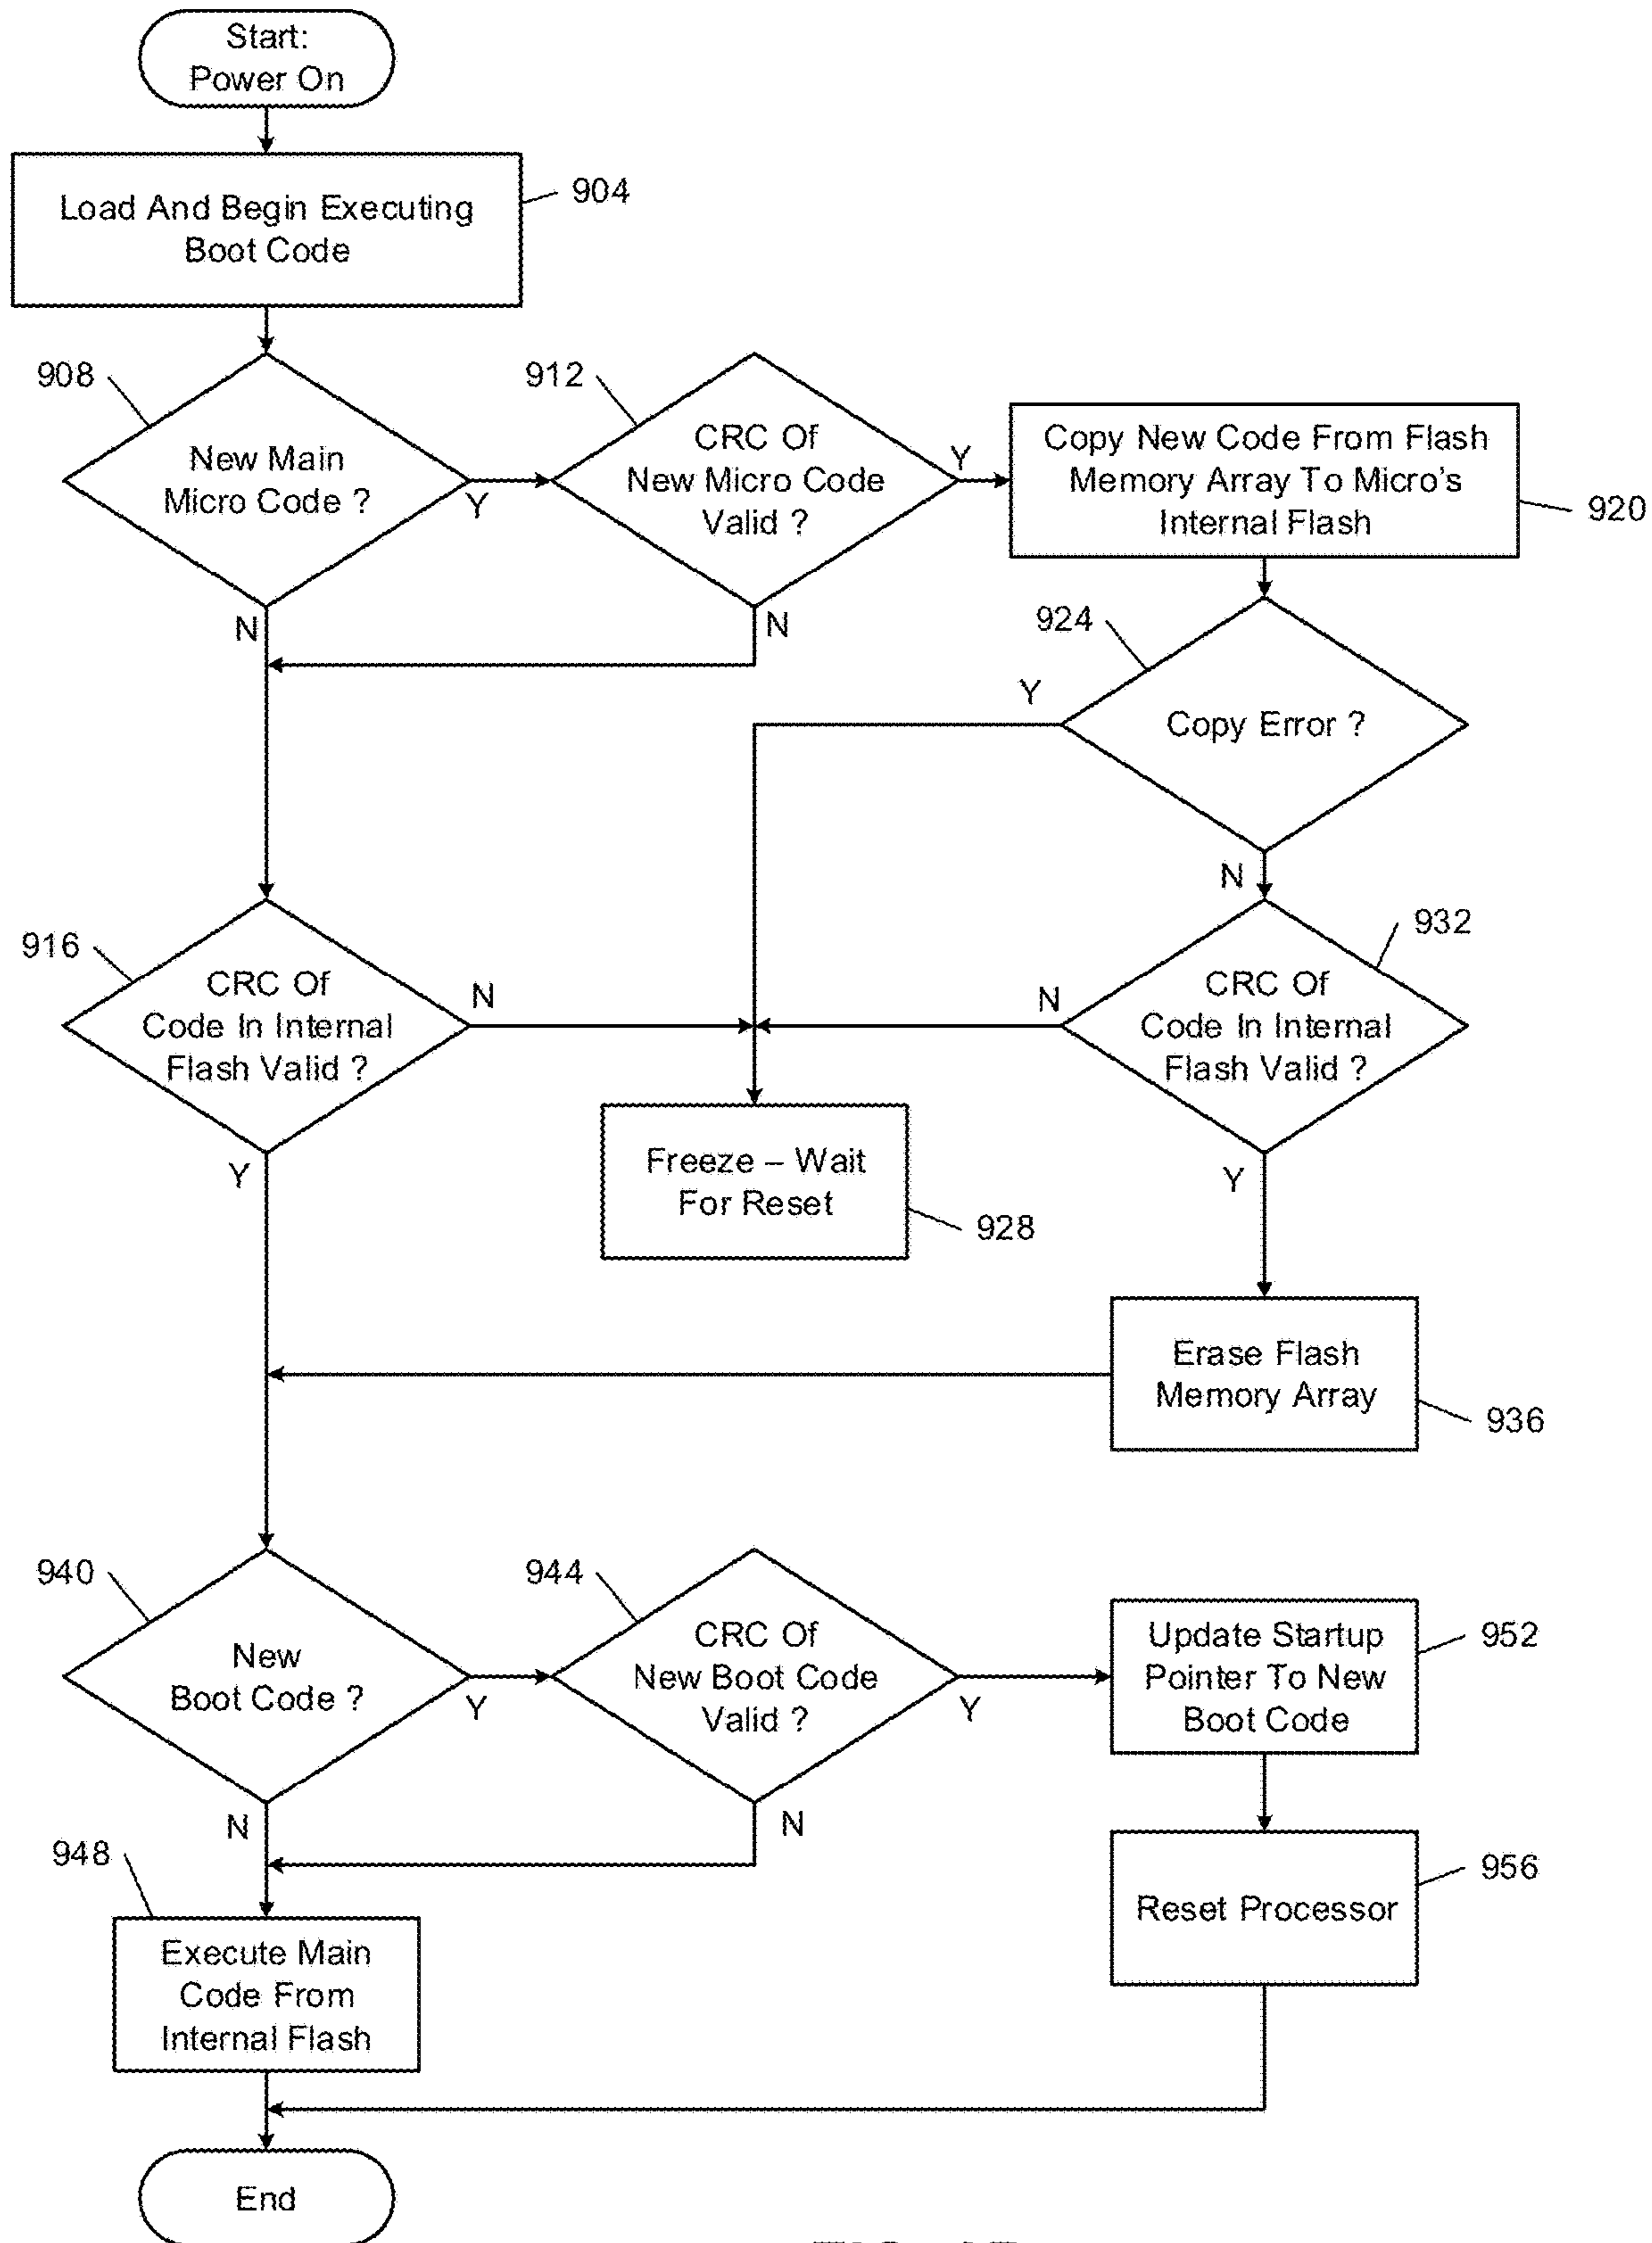 Start:
Power On
Load And Begin Executing
Boot Code
904
908
New Main
Micro Code ?
Y
N
912
CRC Of
New Micro Code
Valid ?
Y
N
Copy New Code From Flash
Memory Array To Micro's
Internal Flash
920
924
Copy Error ?
Y
N
916
CRC Of
Code In Internal
Flash Valid ?
N
Y
932
CRC Of
Code In Internal
Flash Valid ?
N
Y
Freeze – Wait
For Reset
928
Erase Flash
Memory Array
936
940
New
Boot Code ?
Y
N
944
CRC Of
New Boot Code
Valid ?
Y
N
Update Startup
Pointer To New
Boot Code
952
948
Execute Main
Code From
Internal Flash
Reset Processor
956
End